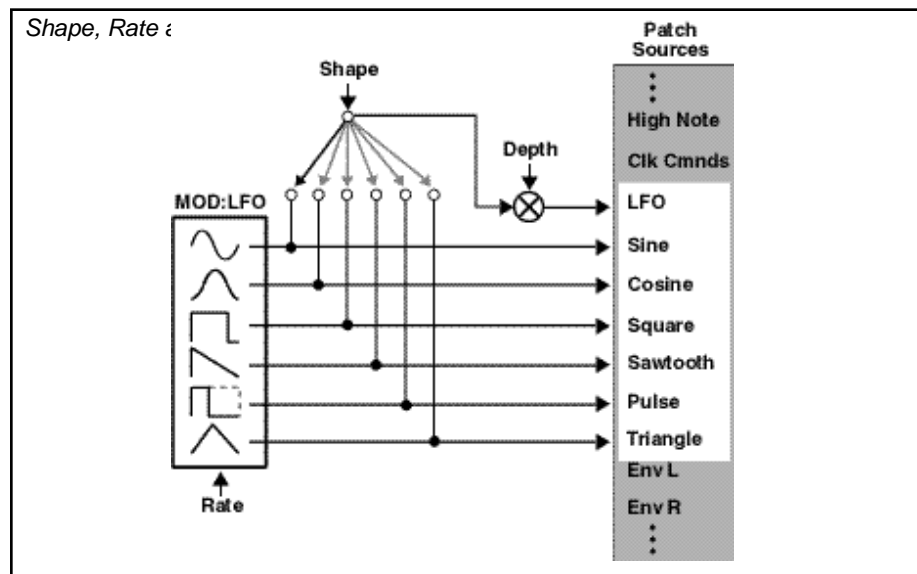 Shape, Rate
Patch
Sources
Shape
High Note
Depth
Clk Cmnds
MOD:LFO
LFO
Sine
Cosine
Square
Sawtooth
Pulse
Triangle
Env L
Rate
Env R